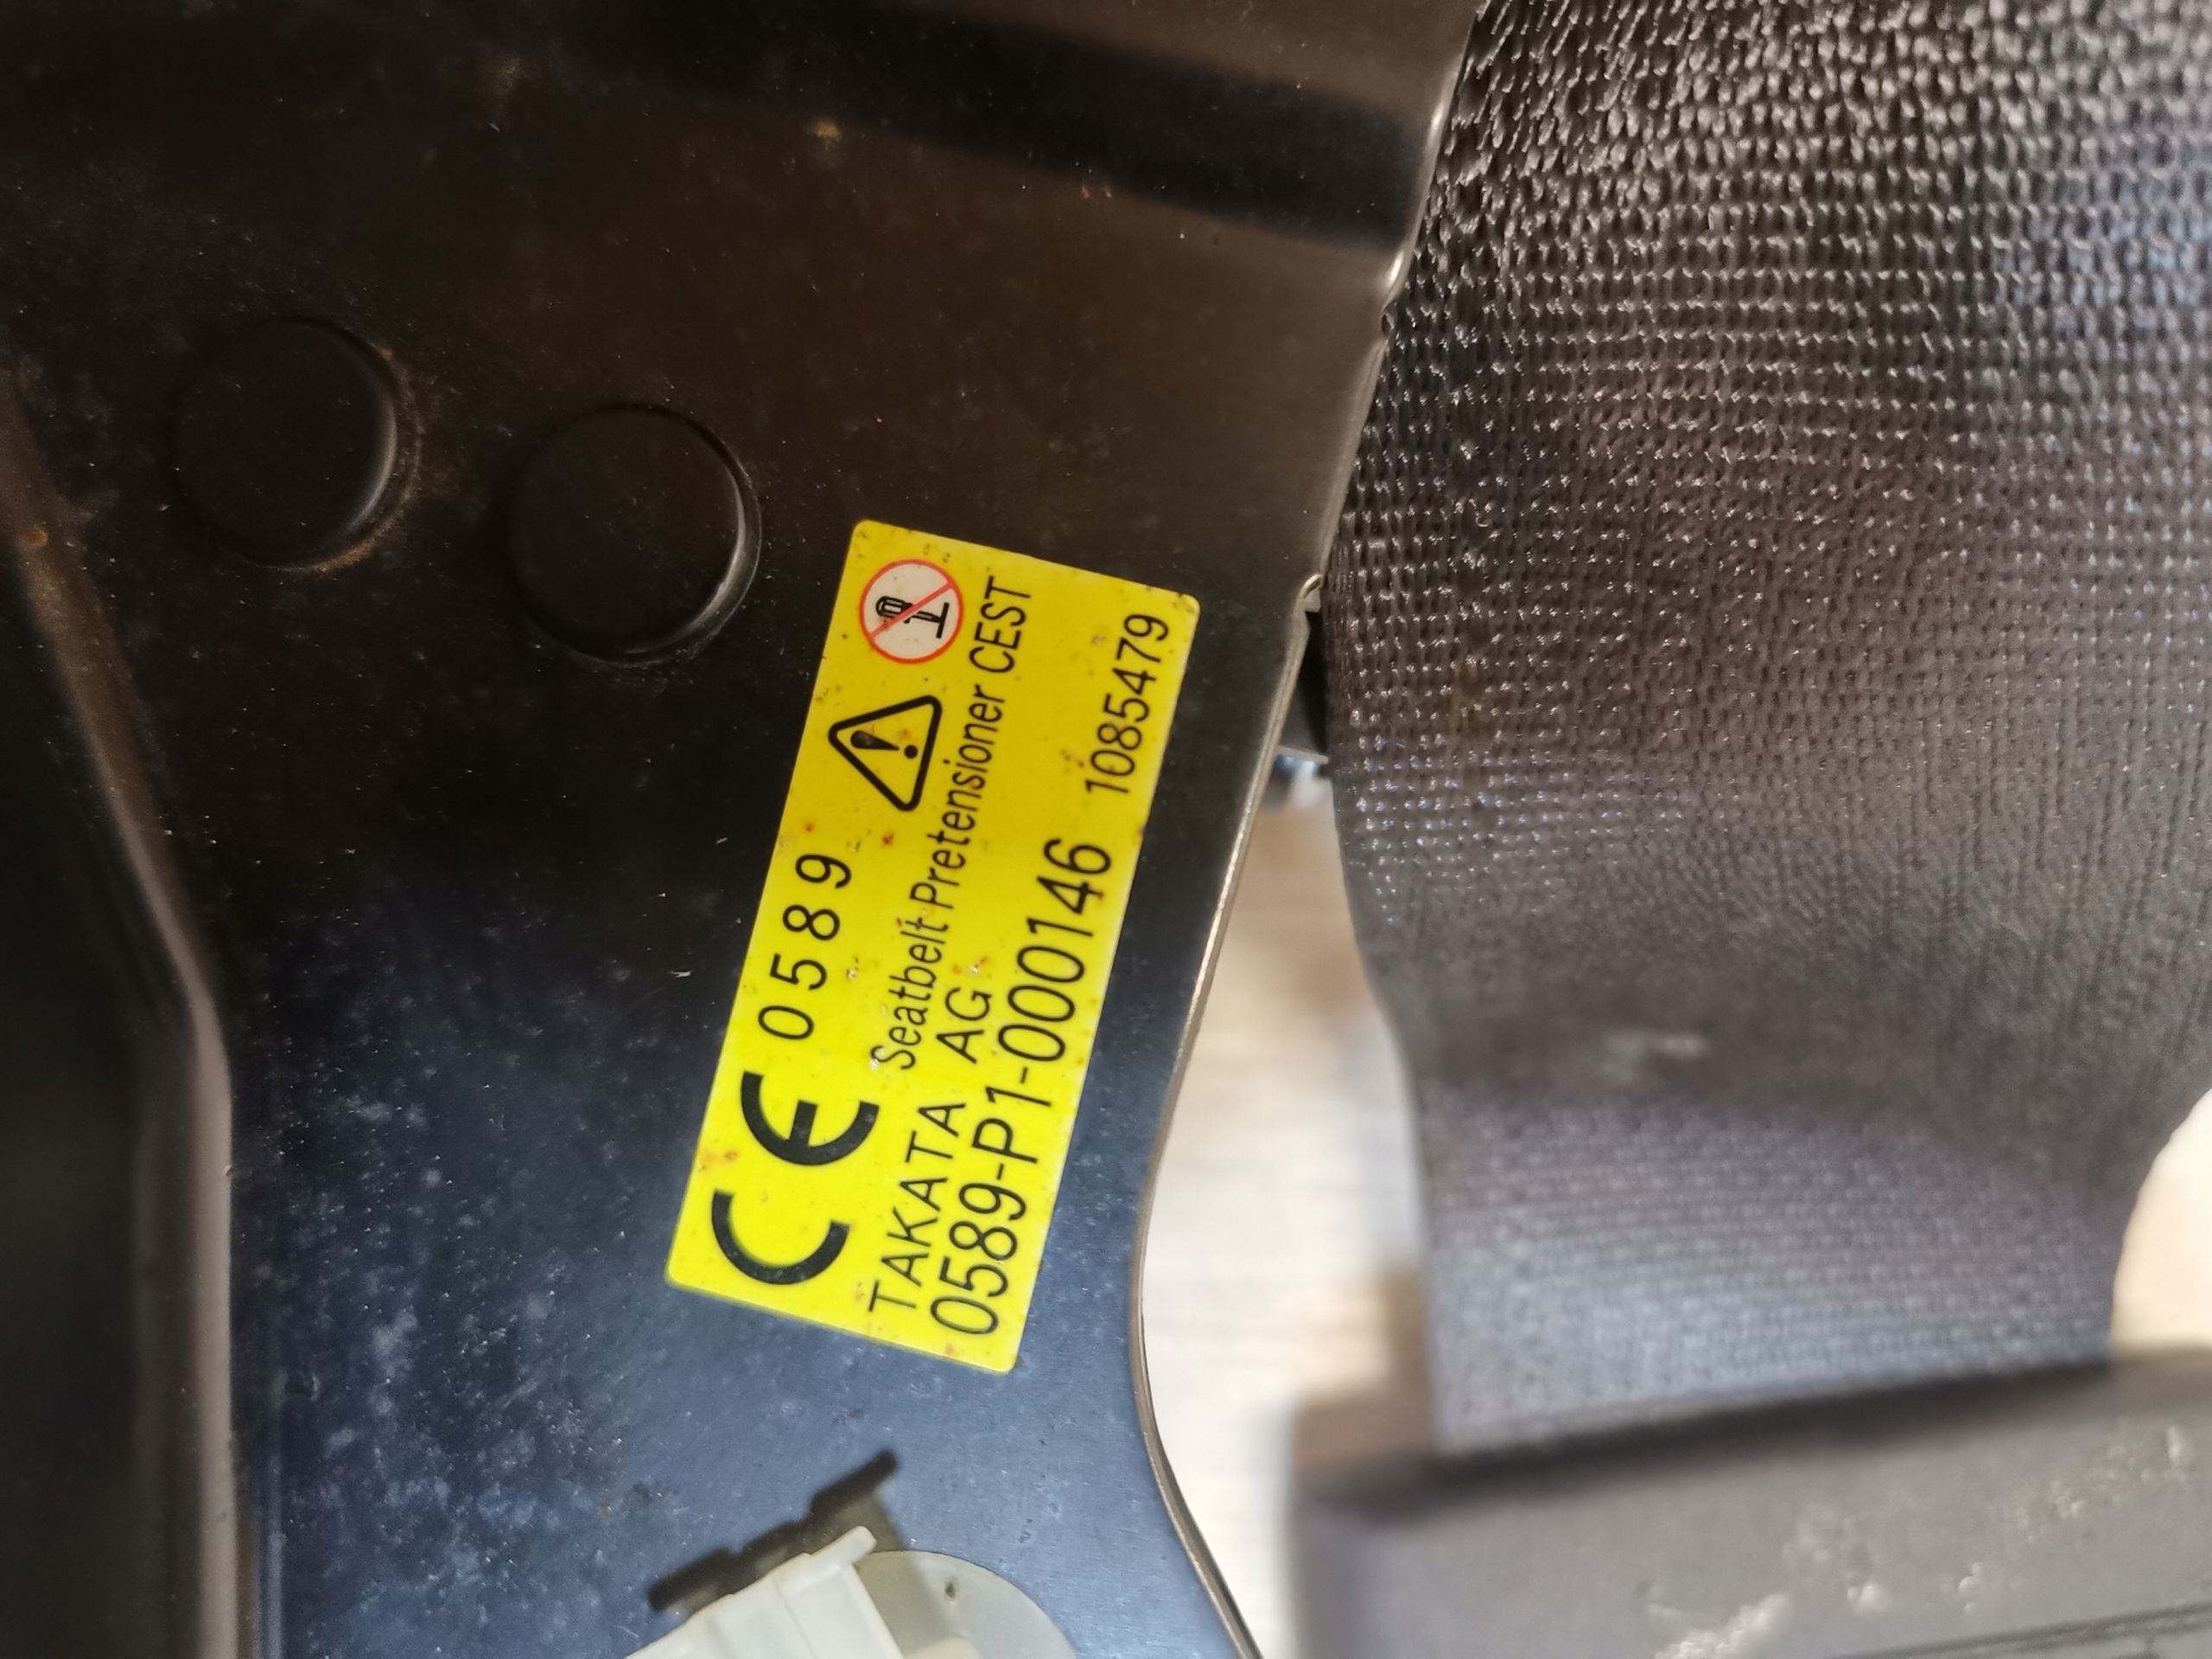 CE 0589
Seatbelt Pretensioner CEST
TAKATA AG
0589-P1-000146 1085479